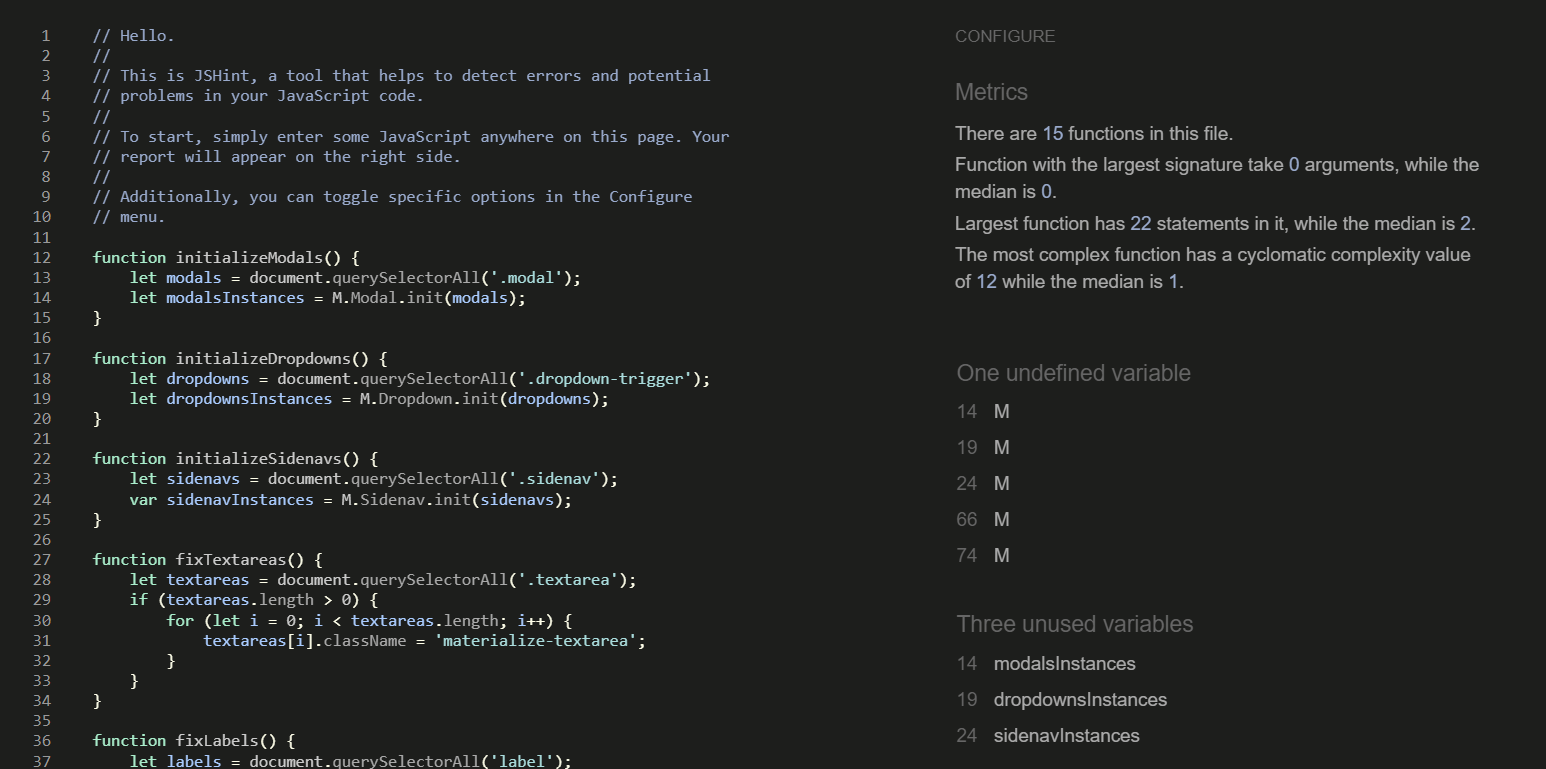 1 // Hello.
2 //
3 // This is JSHint, a tool that helps to detect errors and potential
4 // problems in your JavaScript code.
5 //
6 // To start, simply enter some JavaScript anywhere on this page. Your
7 // report will appear on the right side.
8 //
9 // Additionally, you can toggle specific options in the Configure
10 // menu.
11
12 function initializeModals() {
13     let modals = document.querySelectorAll('.modal');
14     let modalsInstances = M.Modal.init(modals);
15 }
16
17 function initializeDropdowns() {
18     let dropdowns = document.querySelectorAll('.dropdown-trigger');
19     let dropdownsInstances = M.Dropdown.init(dropdowns);
20 }
21
22 function initializeSidenavs() {
23     let sidenavs = document.querySelectorAll('.sidenav');
24     var sidenavInstances = M.Sidenav.init(sidenavs);
25 }
26
27 function fixTextareas() {
28     let textareas = document.querySelectorAll('.textarea');
29     if (textareas.length > 0) {
30         for (let i = 0; i < textareas.length; i++) {
31             textareas[i].className = 'materialize-textarea';
32         }
33     }
34 }
35
36 function fixLabels() {
37     let labels = document.querySelectorAll('label');
CONFIGURE
Metrics
There are 15 functions in this file.
Function with the largest signature take 0 arguments, while the
median is 0.
Largest function has 22 statements in it, while the median is 2.
The most complex function has a cyclomatic complexity value
of 12 while the median is 1.
One undefined variable
14 M
19 M
24 M
66 M
74 M
Three unused variables
14 modalsInstances
19 dropdownsInstances
24 sidenavInstances